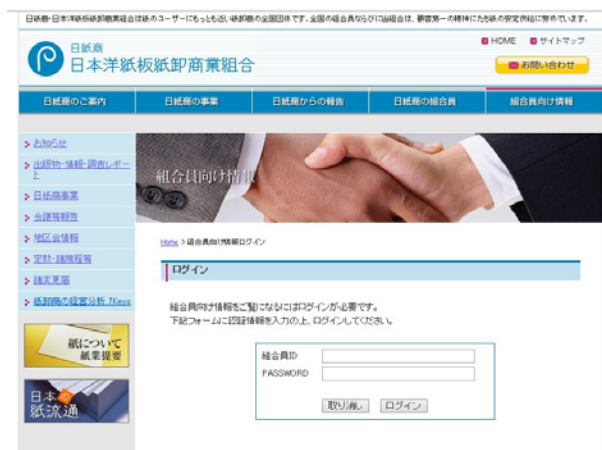 日紙商・日本洋紙板紙卸商業組合は紙のユーザーにもっとも近い紙卸商の全国団体です。全国の組合員ならびに当組合は、顧客第一の精神にたち紙の安定供給に努めています。
HOME
サイトマップ
日紙商
日本洋紙板紙卸商業組合
お問い合わせ
日紙商のご案内
日紙商の事業
日紙商からの報告
日紙商の組合員
組合員向け情報
お知らせ
出版物・情報・調査レポー
ト
日紙商事業
会議等報告
地区会情報
定款・諸規程等
諸変更届
紙卸商の経営分析 7Keys
組合員向け情報
Home > 組合員向け情報ログイン
ログイン
組合員向け情報をご覧になるにはログインが必要です。
下記フォームに認証情報を入力の上、ログインしてください。
組合員ID
PASSWORD
取り消し
ログイン
紙について
紙業提要
日本の
紙流通